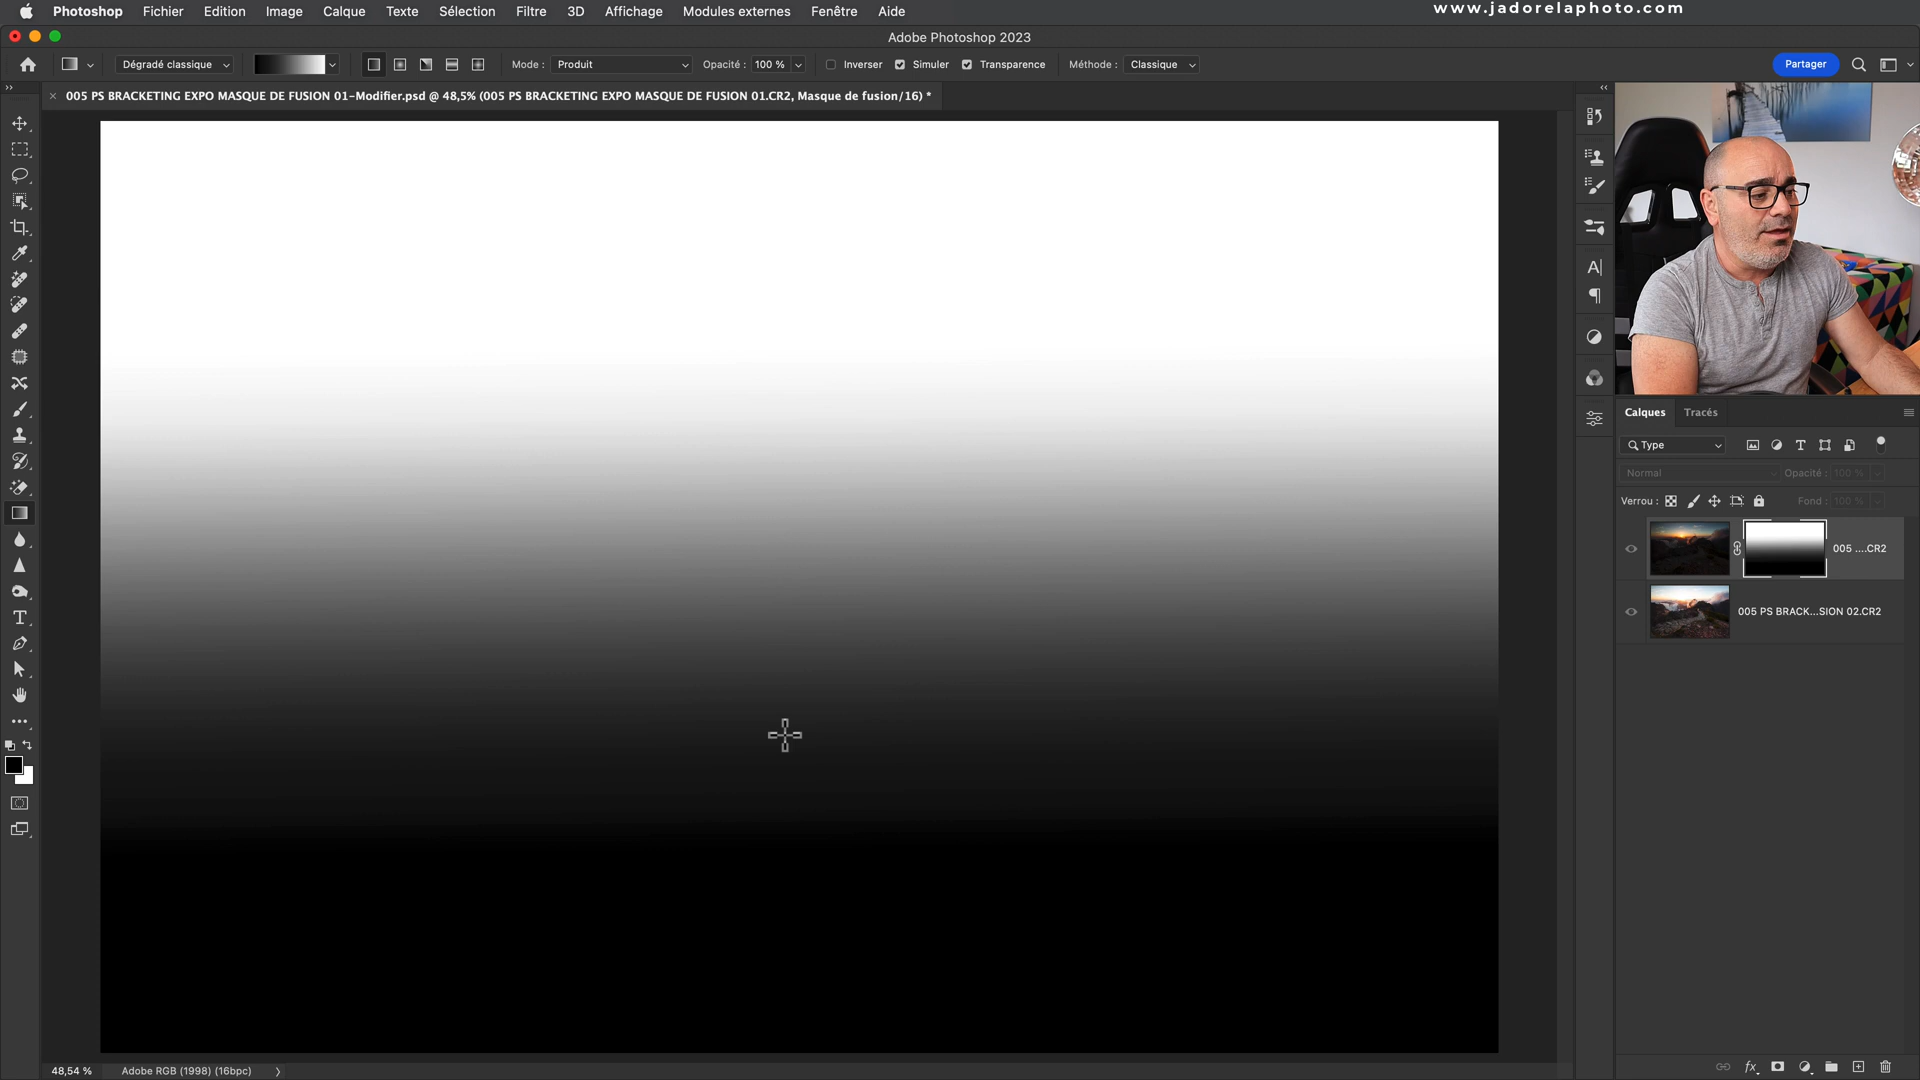 Photoshop Fichier Edition Image Calque Texte Sélection Filtre 3D Affichage Modules externes Fenêtre Aide
www.jadorelaphoto.com
Adobe Photoshop 2023
Dégradé classique Mode : Produit Opacité : 100 % Inverser Simuler Transparence Méthode : Classique Partager
005 PS BRACKETING EXPO MASQUE DE FUSION 01-Modifier.psd @ 48,5% (005 PS BRACKETING EXPO MASQUE DE FUSION 01.CR2, Masque de fusion/16) *
Calques Tracés
Type
Normal Opacité : 100 %
Verrou : Fond : 100 %
005 ....CR2
005 PS BRACK...SION 02.CR2
48,54 % Adobe RGB (1998) (16bpc)